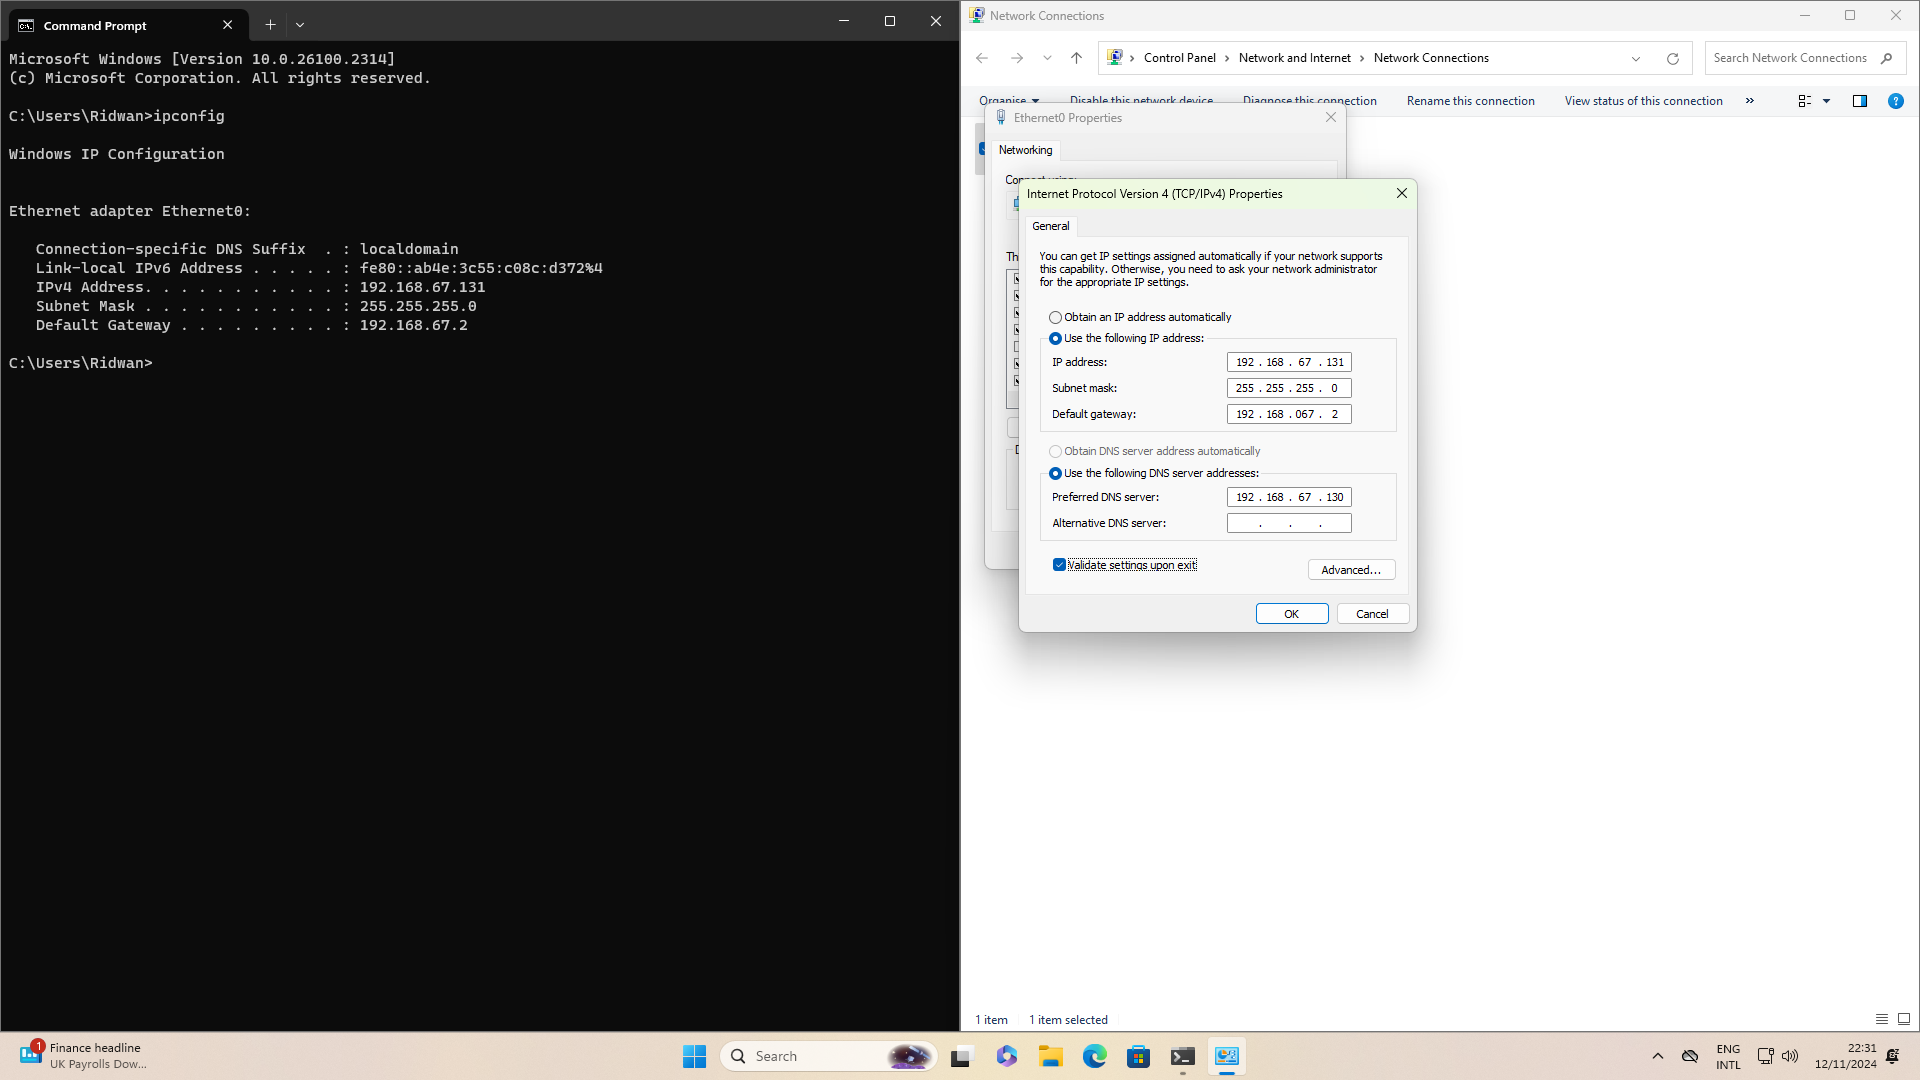 Command Prompt
Microsoft Windows [Version 10.0.26100.2314]
(c) Microsoft Corporation. All rights reserved.
C:\Users\Ridwan>ipconfig
Windows IP Configuration
Ethernet adapter Ethernet0:
Connection-specific DNS Suffix  . : localdomain
Link-local IPv6 Address . . . . . : fe80::ab4e:3c55:c08c:d372%4
IPv4 Address. . . . . . . . . . . : 192.168.67.131
Subnet Mask . . . . . . . . . . . : 255.255.255.0
Default Gateway . . . . . . . . . : 192.168.67.2
C:\Users\Ridwan>
Network Connections
Control Panel > Network and Internet > Network Connections
Search Network Connections
Organise Disable this network device Diagnose this connection Rename this connection View status of this connection »
Ethernet0 Properties
Networking
Connect using:
Th
Internet Protocol Version 4 (TCP/IPv4) Properties
General
You can get IP settings assigned automatically if your network supports
this capability. Otherwise, you need to ask your network administrator
for the appropriate IP settings.
Obtain an IP address automatically
Use the following IP address:
IP address: 192 . 168 . 67 . 131
Subnet mask: 255 . 255 . 255 . 0
Default gateway: 192 . 168 . 067 . 2
Obtain DNS server address automatically
Use the following DNS server addresses:
Preferred DNS server: 192 . 168 . 67 . 130
Alternative DNS server: . . .
Validate settings upon exit
Advanced...
OK Cancel
1 item 1 item selected
1
Finance headline
UK Payrolls Dow...
Search
ENG
INTL
22:31
12/11/2024